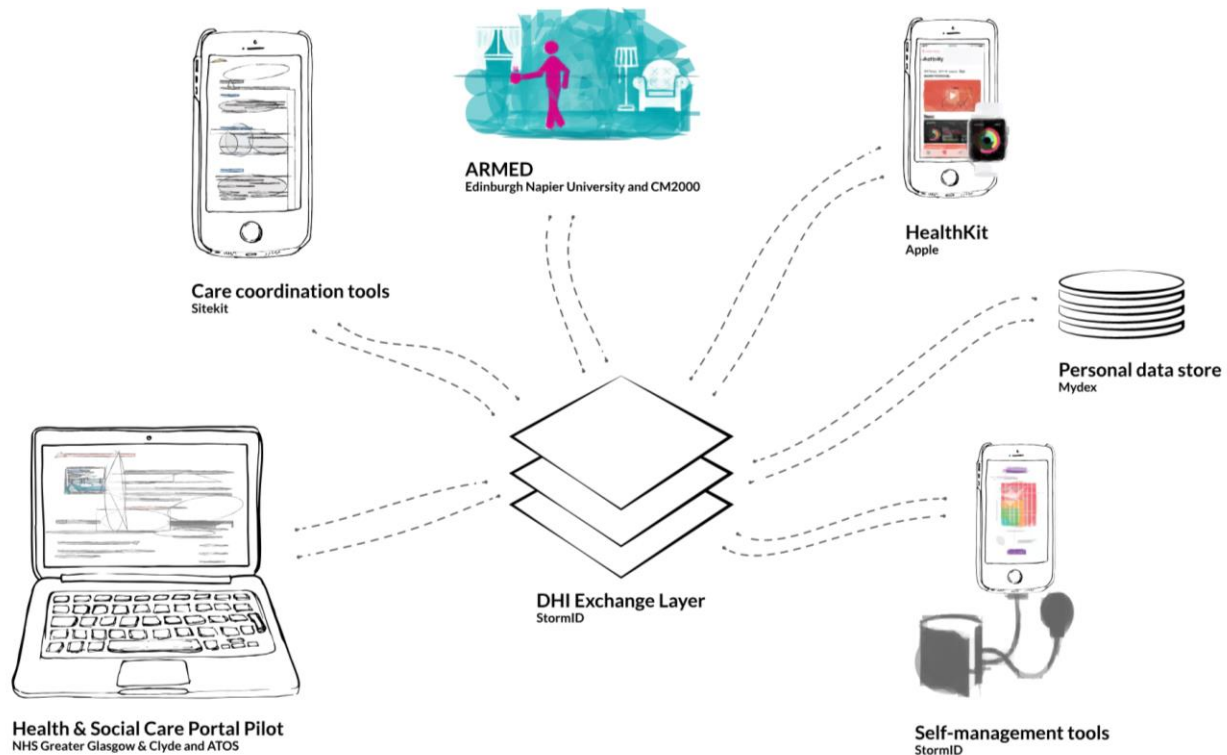 ARMED
Edinburgh Napier University and CM2000
HealthKit
Apple
Care coordination tools
Sitekit
Personal data store
Mydex
DHI Exchange Layer
StormID
Health & Social Care Portal Pilot
NHS Greater Glasgow & Clyde and ATOS
Self-management tools
StormID
Activity